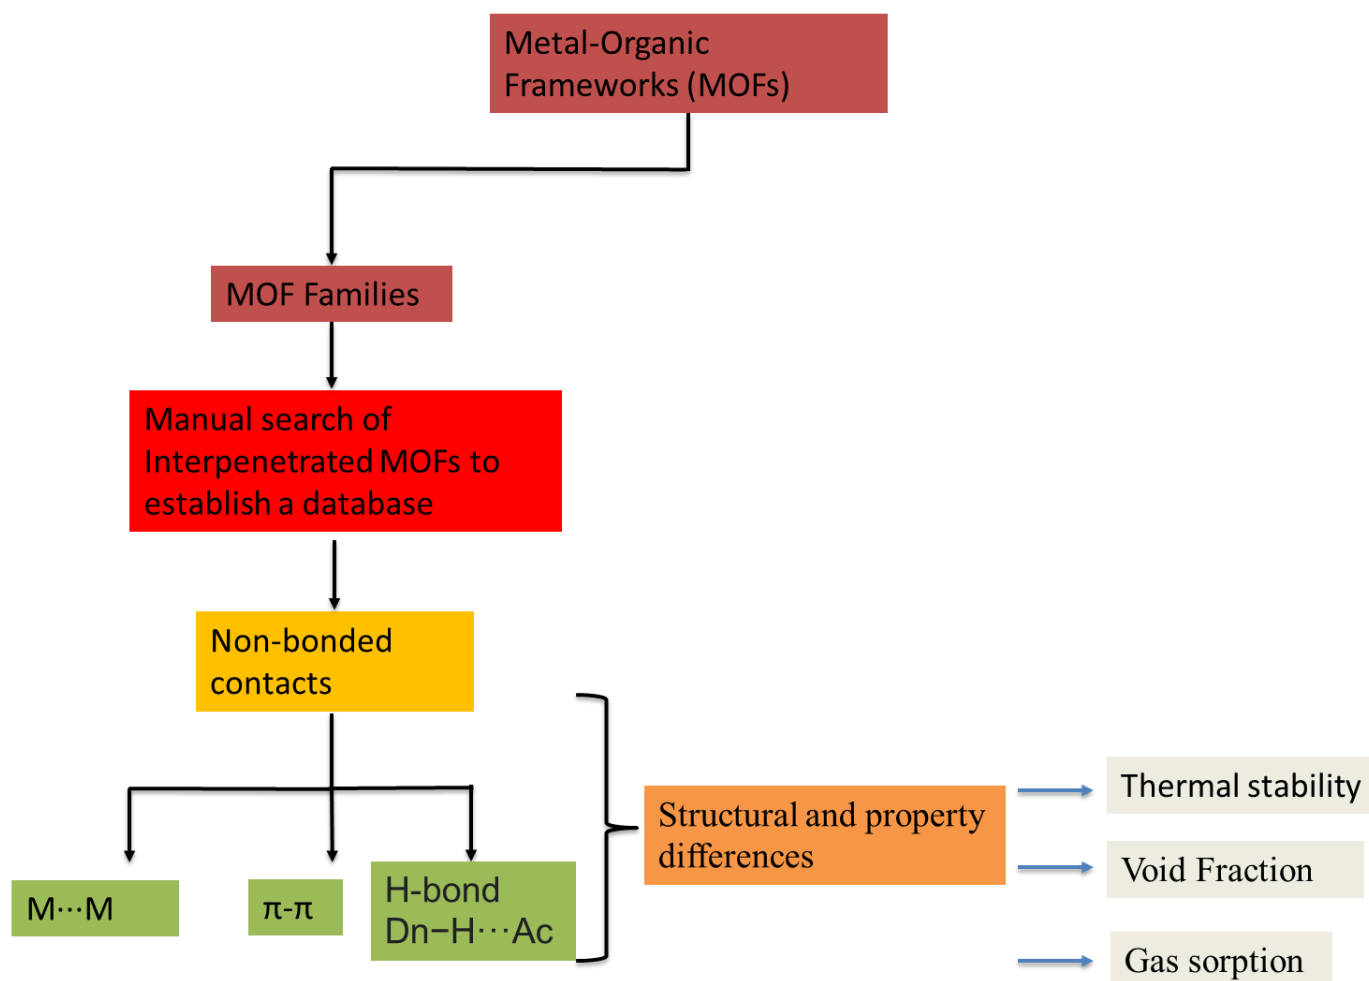 Metal-Organic
Frameworks (MOFs)
MOF Families
Manual search of
Interpenetrated MOFs to
establish a database
Non-bonded
contacts
M···M
π-π
H-bond
Dn−H···Ac
Structural and property
differences
Thermal stability
Void Fraction
Gas sorption